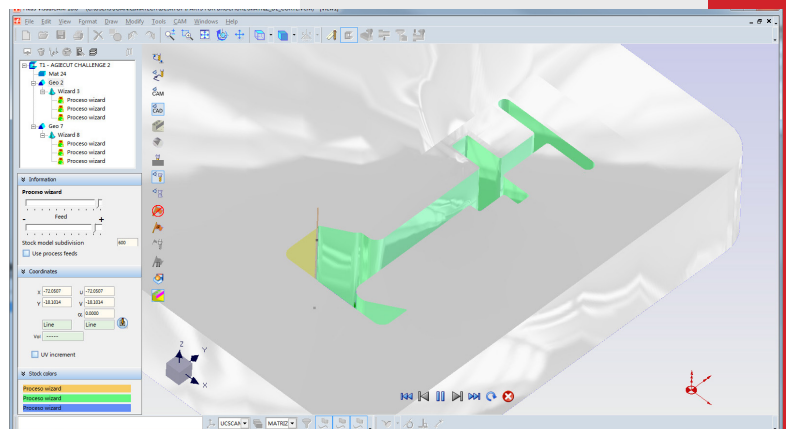 File Edit View Format Draw Modify Tools CAM Windows Help
T1 - AGIECUT CHALLENGE 2
Mat 24
Geo 2
Wizard 3
Proceso wizard
Proceso wizard
Proceso wizard
Geo 7
Wizard 8
Proceso wizard
Proceso wizard
Proceso wizard
CAM
CAD
Information
Proceso wizard
- Feed +
Stock model subdivision 600
Use process feeds
Coordinates
X -72.0507 U -72.0507
Y -18.1014 V -18.1014
α 0.0000
Line Line
Vol -----
UV increment
Stock colors
Proceso wizard
Proceso wizard
Proceso wizard
Z
Y
X
UCSCAM MATRIZ